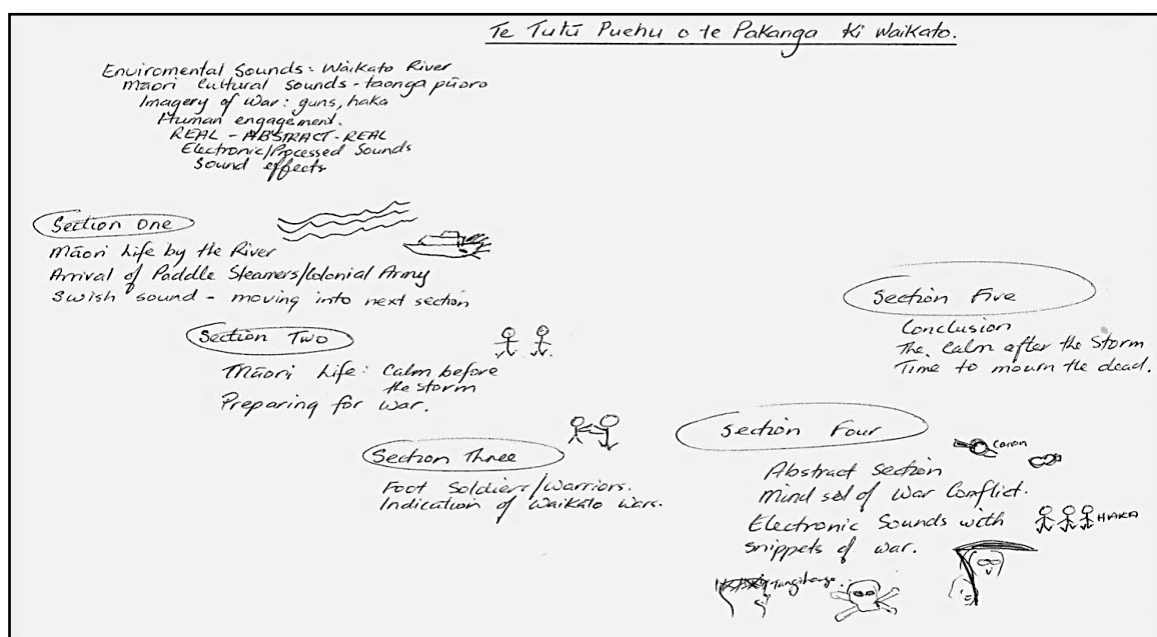 Te Tutū Puehu o te Pakanga ki Waikato.
Enviromental Sounds: Waikato River
Māori Cultural Sounds - taonga pūoro
Imagery of War: guns, haka
Human engagement.
REAL - ABSTRACT - REAL
Electronic/Processed Sounds
Sound effects
Section One
Māori Life by the River
Arrival of Paddle Steamers/Colonial Army
Swish sound - moving into next section
Section Two
Māori Life: Calm before
the storm
Preparing for War.
Section Three
Foot Soldiers/Warriors.
Indication of Waikato Wars.
Section Four
Canon
Abstract Section
Mind set of War Conflict.
Electronic Sounds with
HAKA
snippets of war.
Section Five
Conclusion
The Calm after the Storm
Time to mourn the dead.